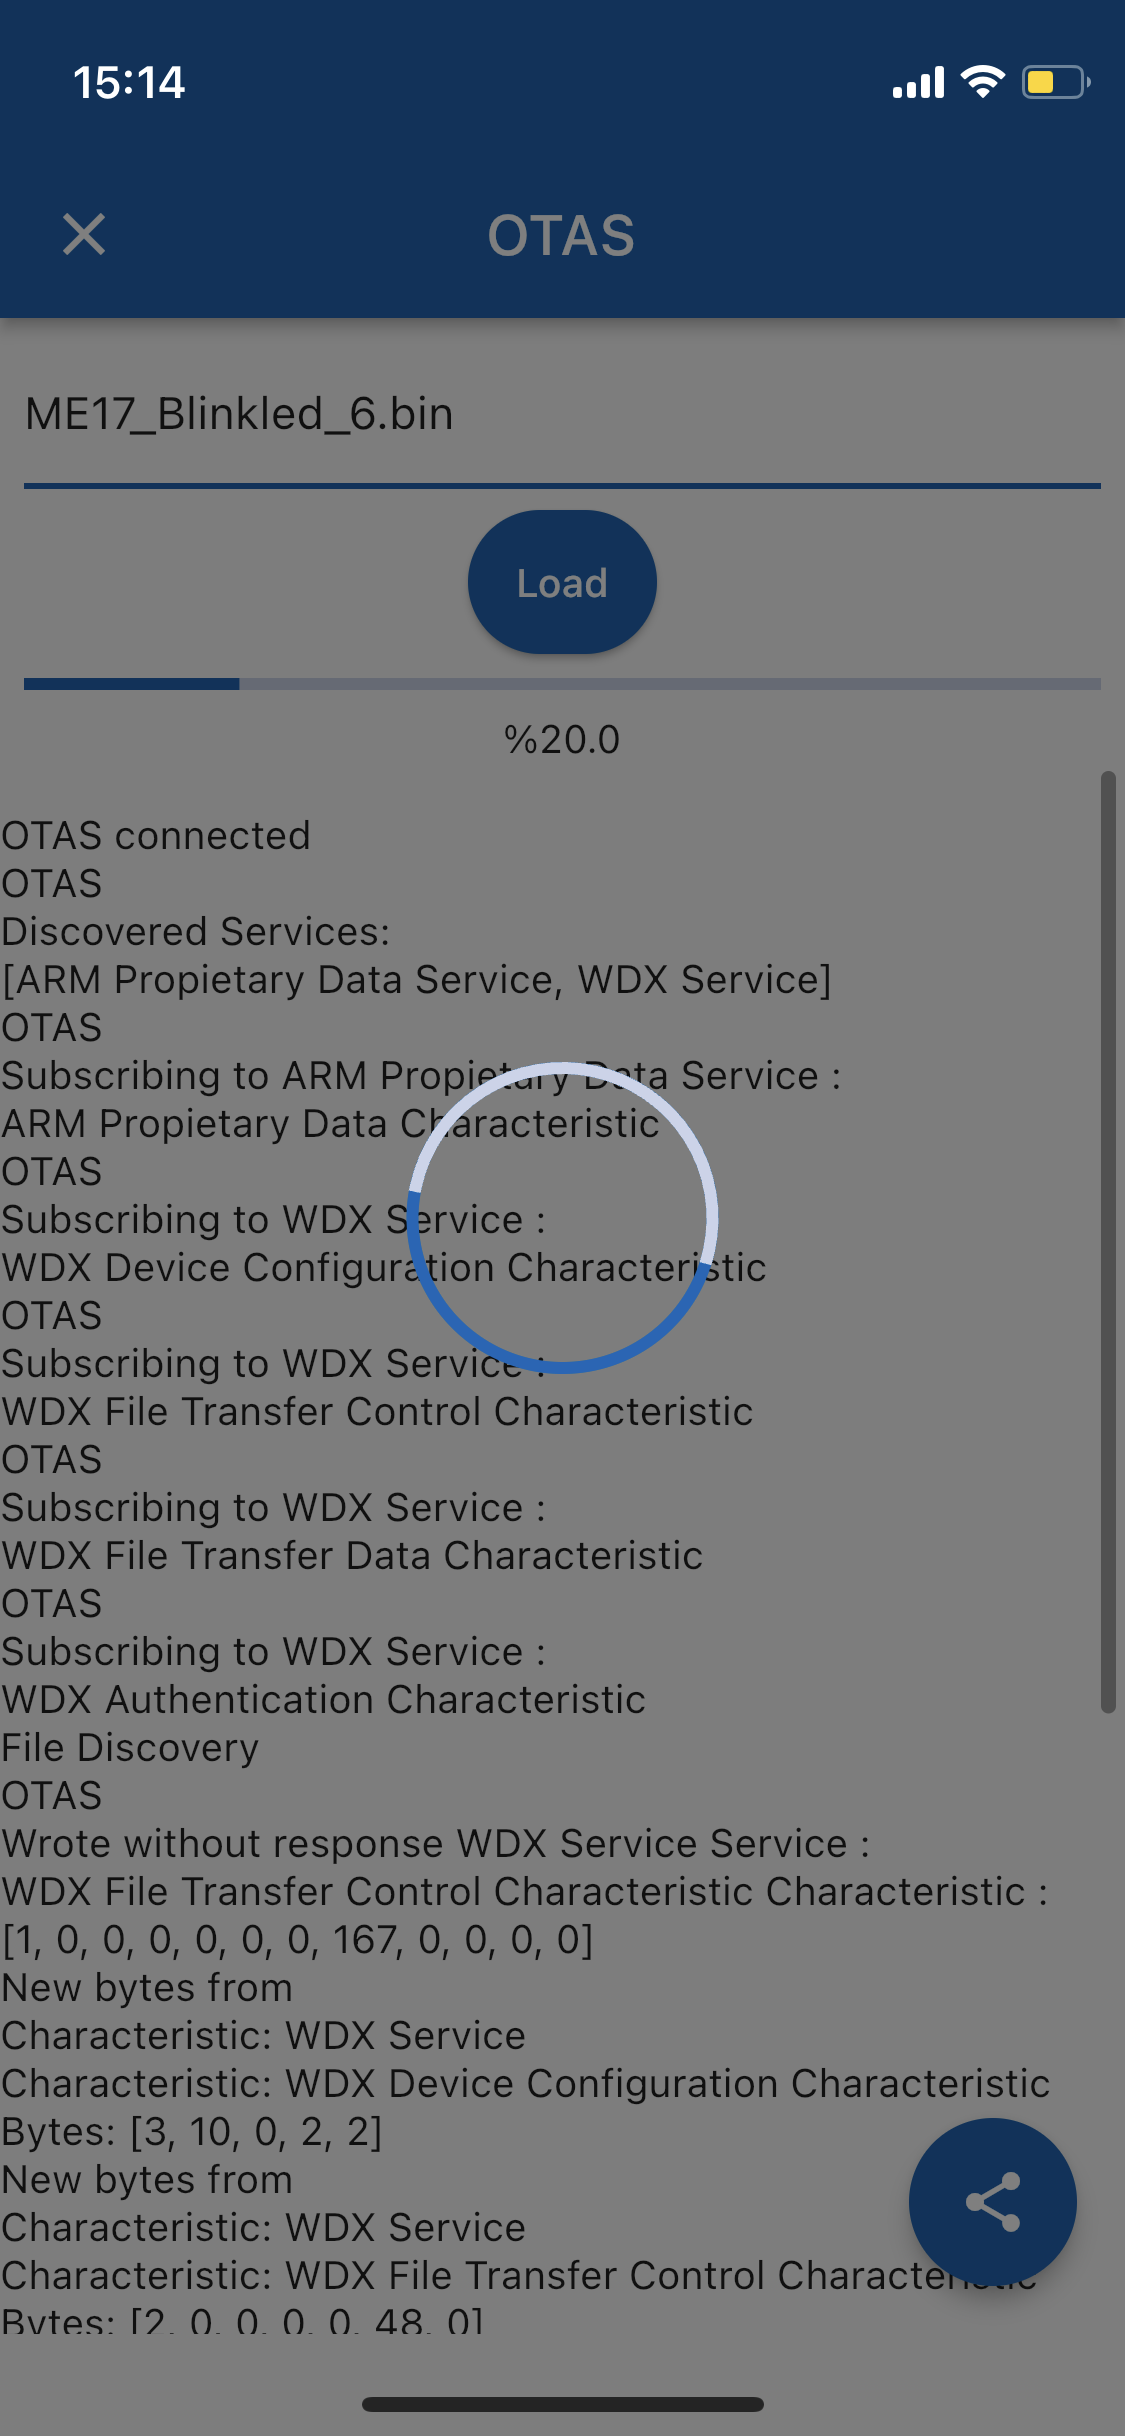 15:14
OTAS
ME17_Blinkled_6.bin
Load
%20.0
OTAS connected
OTAS
Discovered Services:
[ARM Propietary Data Service, WDX Service]
OTAS
Subscribing to ARM Propietary Data Service :
ARM Propietary Data Characteristic
OTAS
Subscribing to WDX Service :
WDX Device Configuration Characteristic
OTAS
Subscribing to WDX Service :
WDX File Transfer Control Characteristic
OTAS
Subscribing to WDX Service :
WDX File Transfer Data Characteristic
OTAS
Subscribing to WDX Service :
WDX Authentication Characteristic
File Discovery
OTAS
Wrote without response WDX Service Service :
WDX File Transfer Control Characteristic Characteristic :
[1, 0, 0, 0, 0, 0, 0, 167, 0, 0, 0, 0]
New bytes from
Characteristic: WDX Service
Characteristic: WDX Device Configuration Characteristic
Bytes: [3, 10, 0, 2, 2]
New bytes from
Characteristic: WDX Service
Characteristic: WDX File Transfer Control Characteristic
Bytes: [2, 0, 0, 0, 0, 48, 0]